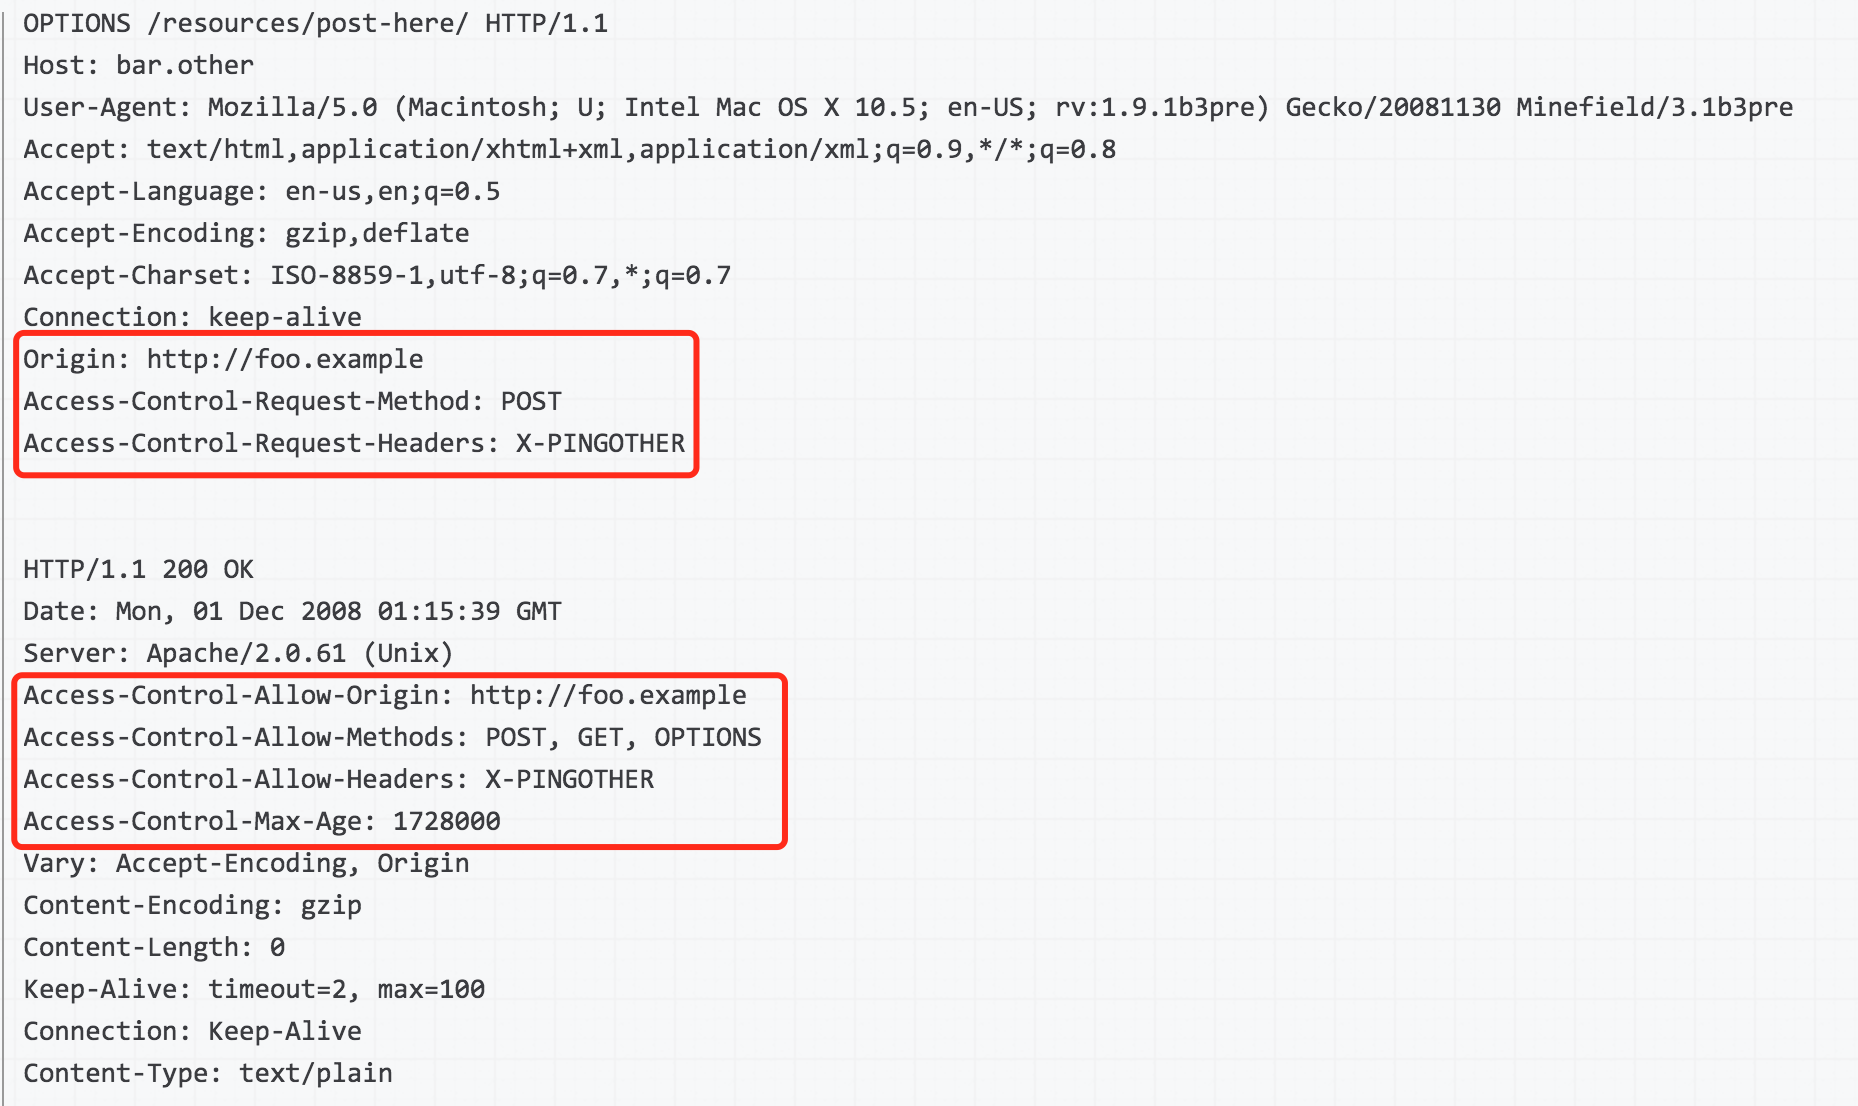 OPTIONS /resources/post-here/ HTTP/1.1
Host: bar.other
User-Agent: Mozilla/5.0 (Macintosh; U; Intel Mac OS X 10.5; en-US; rv:1.9.1b3pre) Gecko/20081130 Minefield/3.1b3pre
Accept: text/html,application/xhtml+xml,application/xml;q=0.9,*/*;q=0.8
Accept-Language: en-us,en;q=0.5
Accept-Encoding: gzip,deflate
Accept-Charset: ISO-8859-1,utf-8;q=0.7,*;q=0.7
Connection: keep-alive
Origin: http://foo.example
Access-Control-Request-Method: POST
Access-Control-Request-Headers: X-PINGOTHER
HTTP/1.1 200 OK
Date: Mon, 01 Dec 2008 01:15:39 GMT
Server: Apache/2.0.61 (Unix)
Access-Control-Allow-Origin: http://foo.example
Access-Control-Allow-Methods: POST, GET, OPTIONS
Access-Control-Allow-Headers: X-PINGOTHER
Access-Control-Max-Age: 1728000
Vary: Accept-Encoding, Origin
Content-Encoding: gzip
Content-Length: 0
Keep-Alive: timeout=2, max=100
Connection: Keep-Alive
Content-Type: text/plain